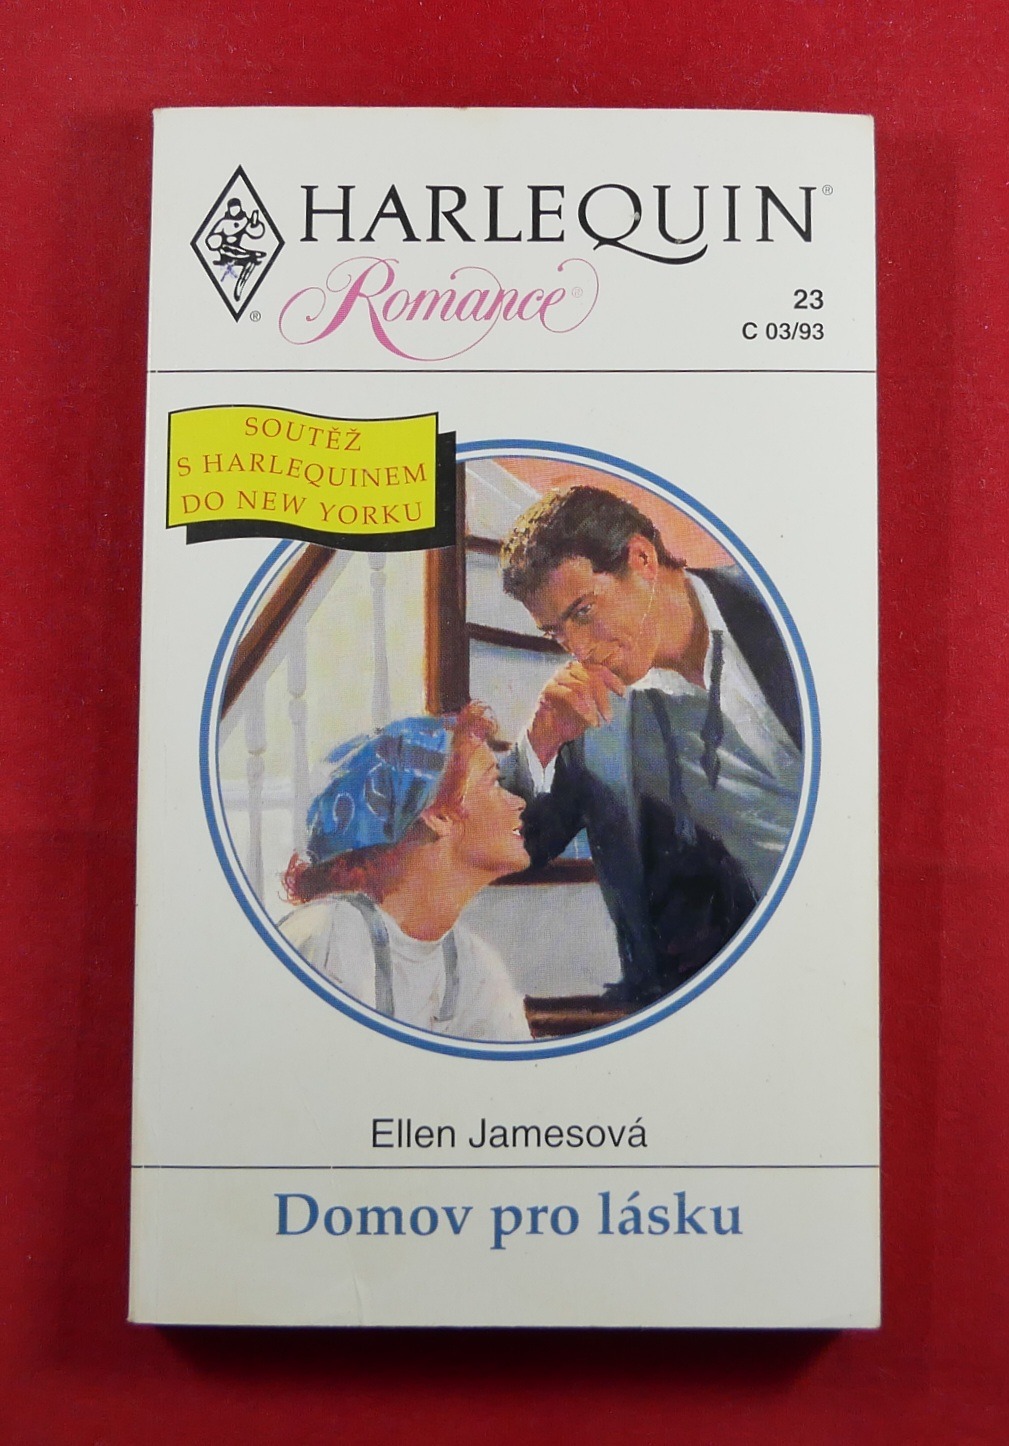 HARLEQUIN®
Romance®
®
23
C 03/93
SOUTĚŽ
S HARLEQUINEM
DO NEW YORKU
Ellen Jamesová
Domov pro lásku